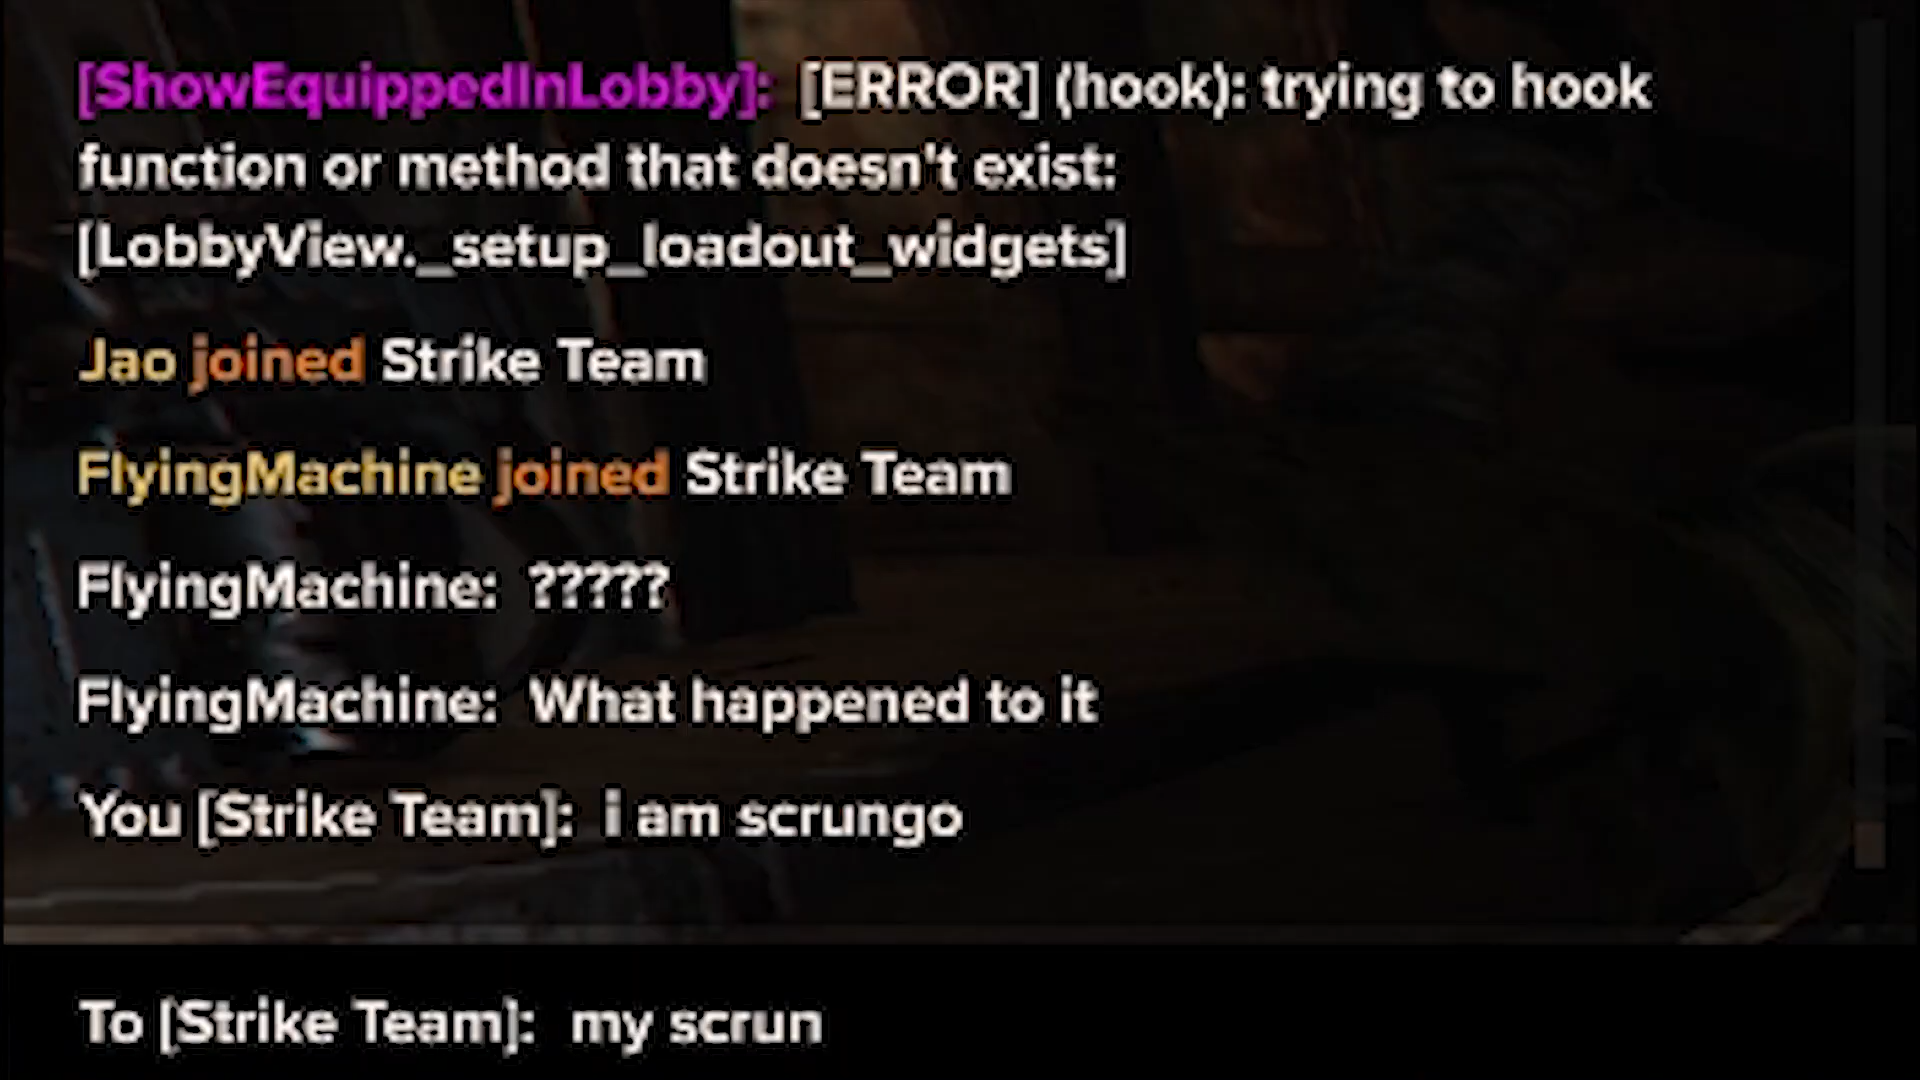 [ShowEquippedInLobby]: [ERROR] (hook): trying to hook
function or method that doesn't exist:
[LobbyView._setup_loadout_widgets]
Jao joined Strike Team
FlyingMachine joined Strike Team
FlyingMachine: ?????
FlyingMachine: What happened to it
You [Strike Team]: i am scrungo
To [Strike Team]: my scrun